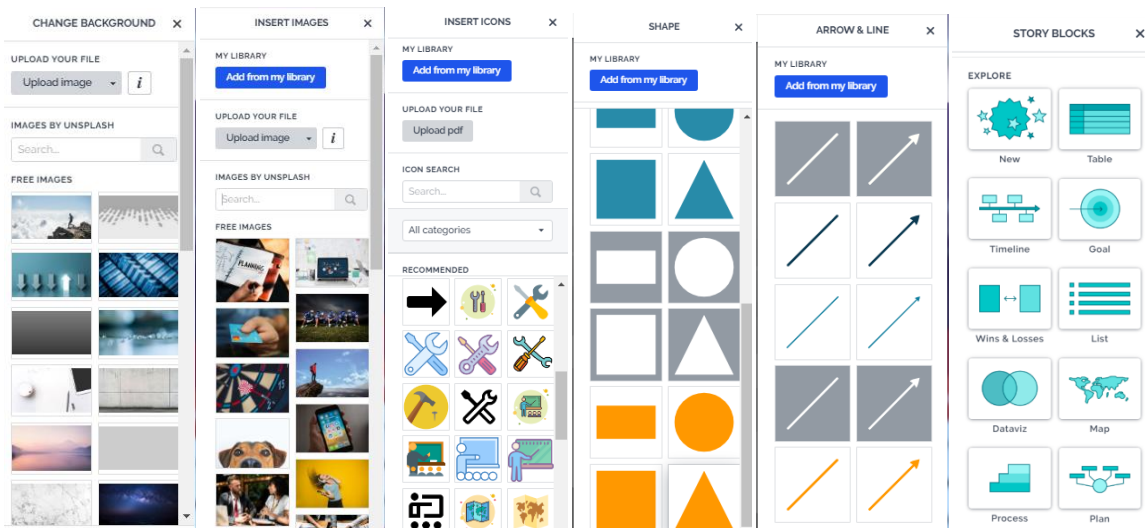 CHANGE BACKGROUND ×
UPLOAD YOUR FILE
Upload image
i
IMAGES BY UNSPLASH
Search...
FREE IMAGES
INSERT IMAGES ×
MY LIBRARY
Add from my library
UPLOAD YOUR FILE
Upload image
i
IMAGES BY UNSPLASH
Search...
FREE IMAGES
PLANNING
INSERT ICONS ×
MY LIBRARY
Add from my library
UPLOAD YOUR FILE
Upload pdf
ICON SEARCH
Search...
All categories
RECOMMENDED
SHAPE ×
MY LIBRARY
Add from my library
ARROW & LINE ×
MY LIBRARY
Add from my library
STORY BLOCKS ×
EXPLORE
New
Table
Timeline
Goal
Wins & Losses
List
Dataviz
Map
Process
Plan